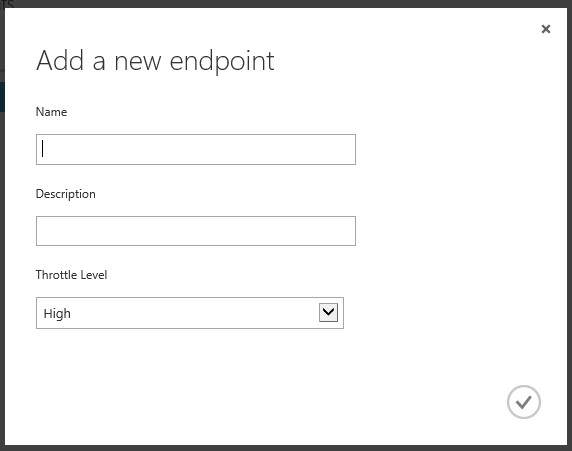 Add a new endpoint
Name
Description
Throttle Level
High